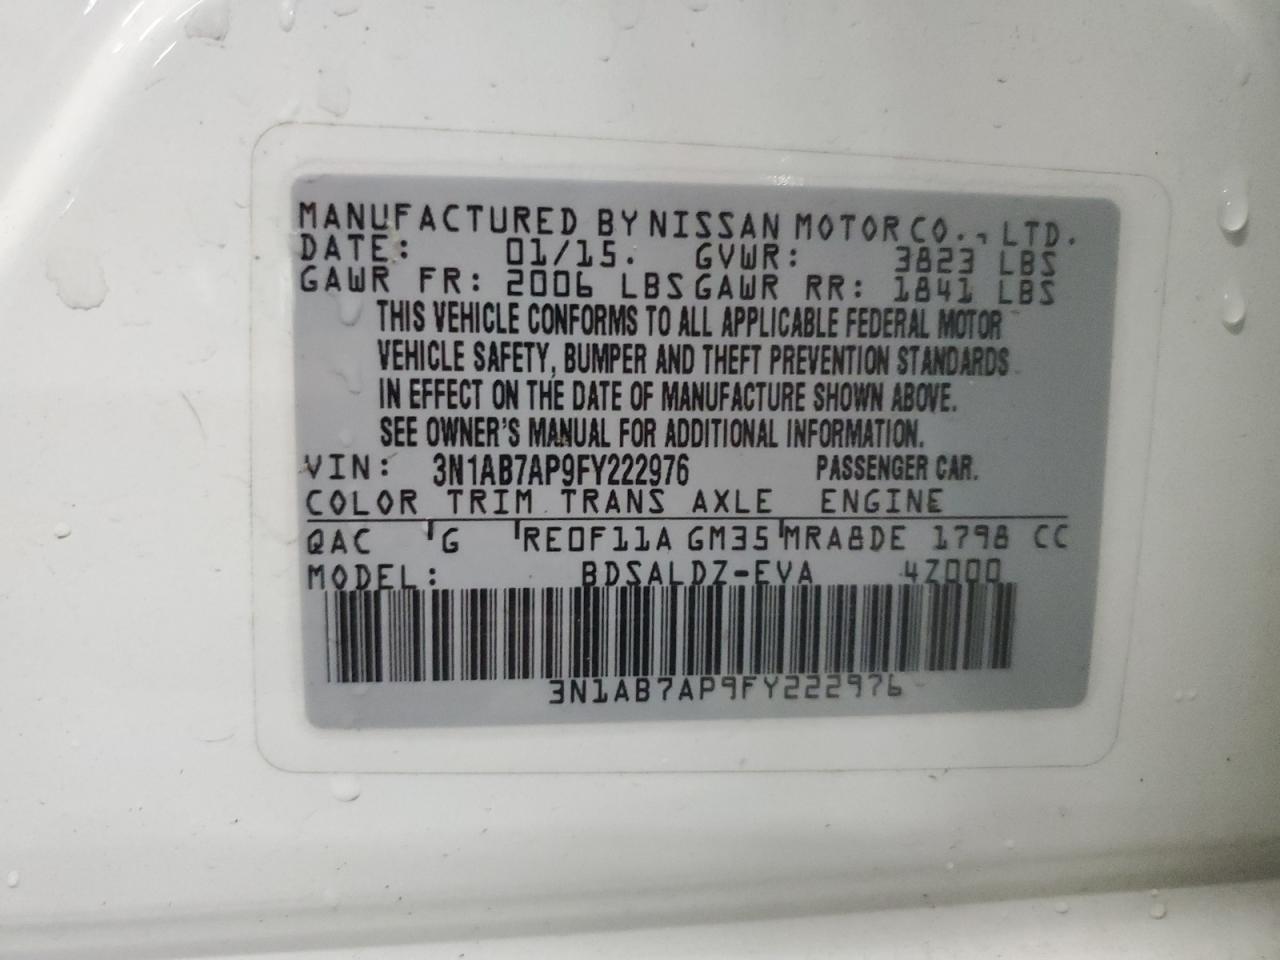 MANUFACTURED BY NISSAN MOTOR CO., LTD.
DATE: 01/15. GVWR: 3823 LBS
GAWR FR: 2006 LBS GAWR RR: 1841 LBS
THIS VEHICLE CONFORMS TO ALL APPLICABLE FEDERAL MOTOR
VEHICLE SAFETY, BUMPER AND THEFT PREVENTION STANDARDS
IN EFFECT ON THE DATE OF MANUFACTURE SHOWN ABOVE.
SEE OWNER'S MANUAL FOR ADDITIONAL INFORMATION.
VIN: 3N1AB7AP9FY222976 PASSENGER CAR.
COLOR TRIM TRANS AXLE ENGINE
QAC G RE0F11A GM35 MRA8DE 1798 CC
MODEL: BDSALDZ-EVA 4Z000
3N1AB7AP9FY222976